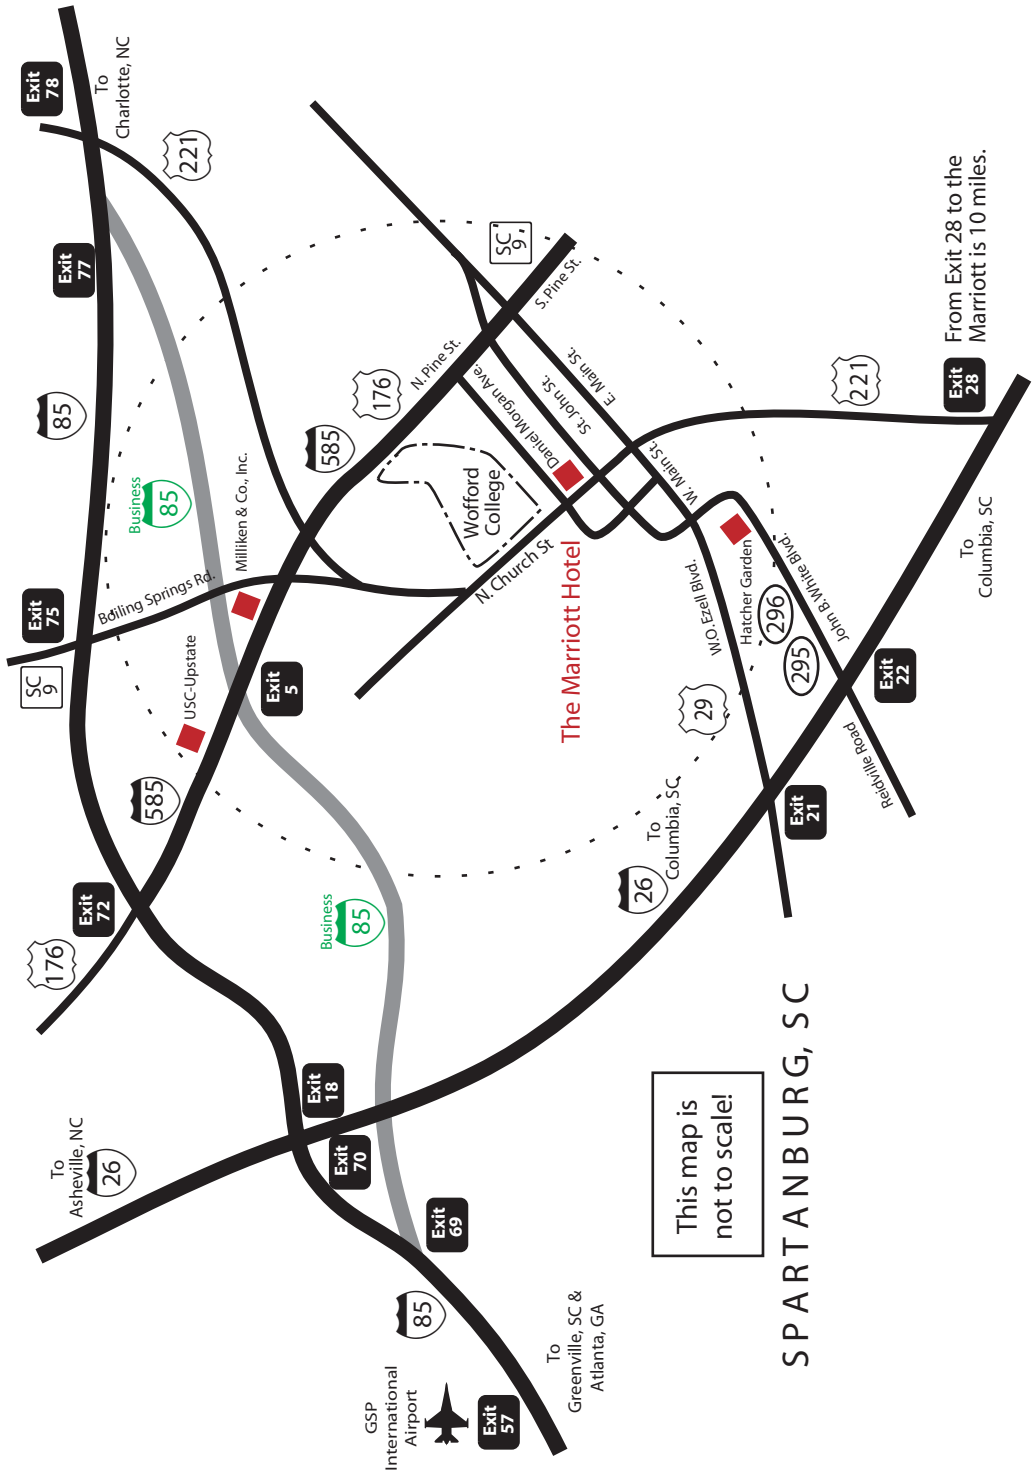 To
Asheville, NC
26
176
Exit
72
SC
9
Exit
75
85
Exit
77
Exit
78
To
Charlotte, NC
221
Business
85
585
USC-Upstate
Boiling Springs Rd.
Milliken & Co., Inc.
Exit
18
Exit
70
Exit
5
585
176
N. Pine St.
Business
85
Exit
69
85
GSP
International
Airport
Exit
57
To
Greenville, SC &
Atlanta, GA
Wofford
College
N. Church St
Daniel Morgan Ave.
St. John St.
E. Main St.
S. Pine St.
SC
9
The Marriott Hotel
W. Main St.
26
To
Columbia, SC
29
W.O. Ezell Blvd.
Hatcher Garden
296
295
John B. White Blvd.
Reidville Road
Exit
21
Exit
22
221
Exit
28
From Exit 28 to the
Marriott is 10 miles.
To
Columbia, SC
This map is
not to scale!
SPARTANBURG, SC